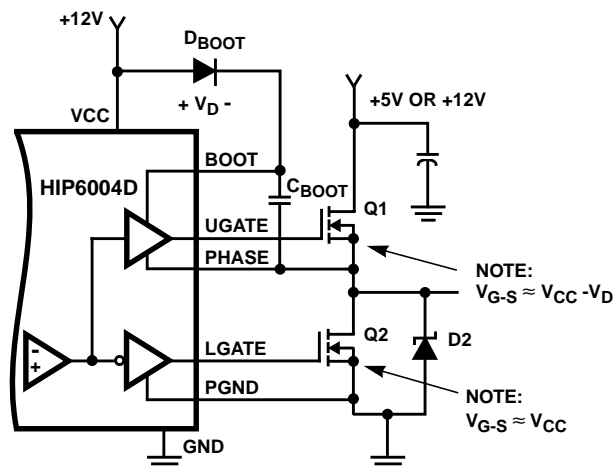 +12V
DBOOT
+ VD -
+5V OR +12V
VCC
HIP6004D
BOOT
CBOOT
Q1
UGATE
PHASE
NOTE:
VG-S ≈ VCC -VD
- +
Q2
D2
LGATE
PGND
NOTE:
VG-S ≈ VCC
GND